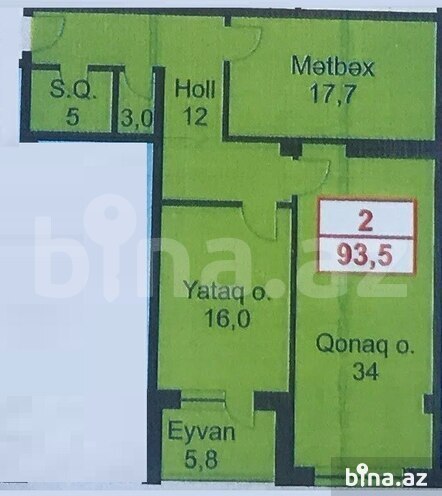 Mətbəx
17,7
S.Q.
5
3,0
Holl
12
2
93,5
bina.az
Yataq o.
16,0
Qonaq o.
34
Eyvan
5,8
bina.az